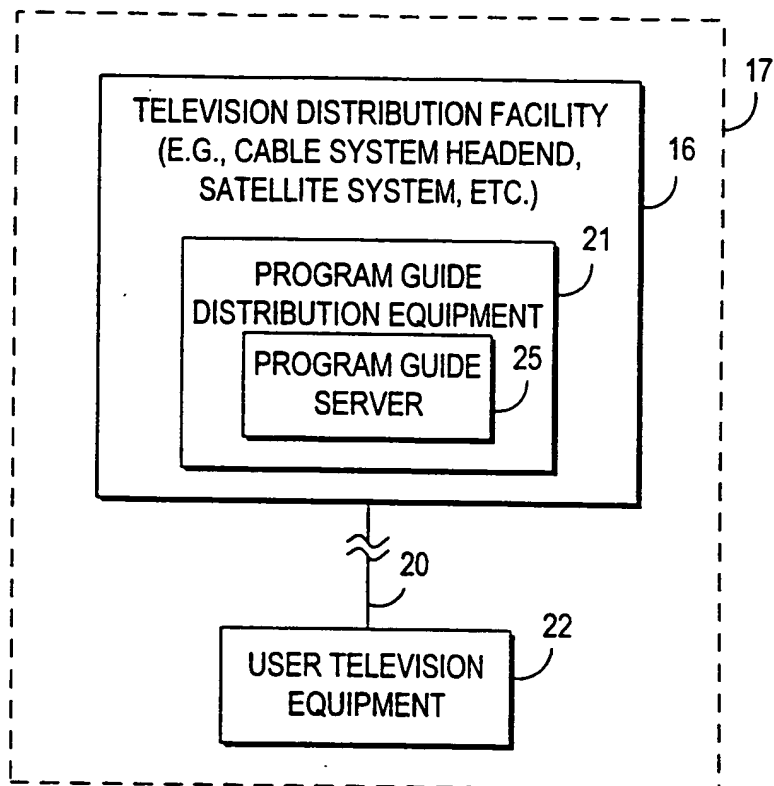 17
TELEVISION DISTRIBUTION FACILITY
(E.G., CABLE SYSTEM HEADEND,
SATELLITE SYSTEM, ETC.)
16
21
PROGRAM GUIDE
DISTRIBUTION EQUIPMENT
PROGRAM GUIDE
SERVER
25
20
22
USER TELEVISION
EQUIPMENT